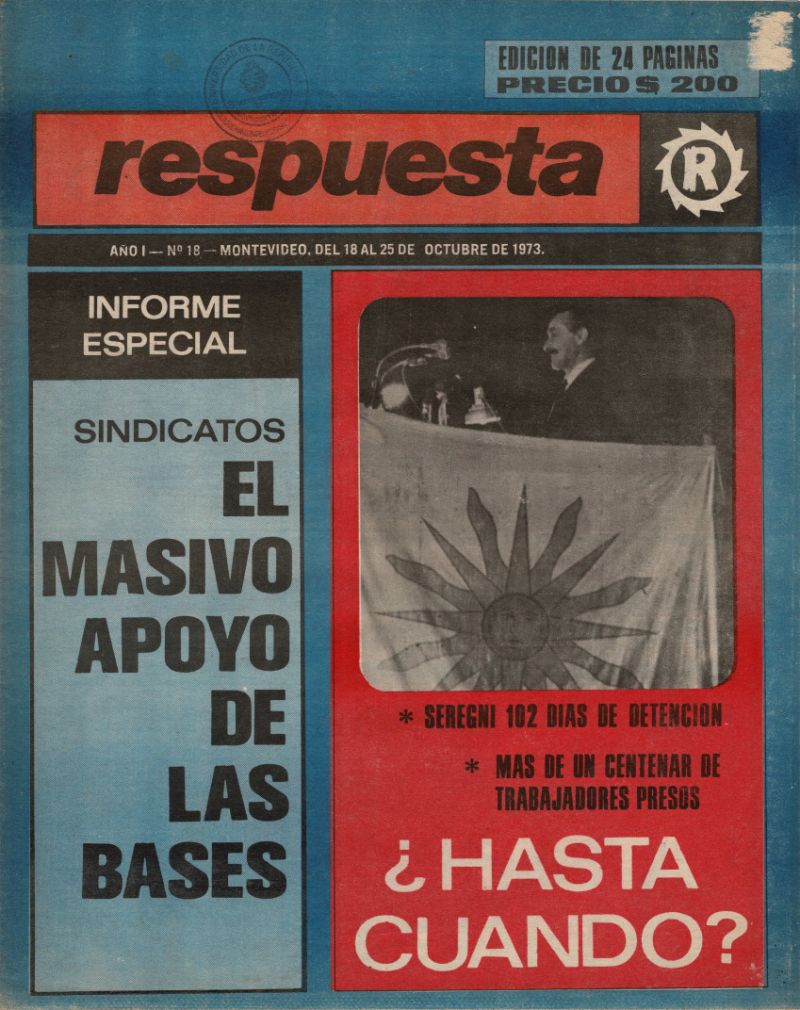 EDICION DE 24 PAGINAS
PRECIO $ 200
respuesta
R
AÑO I — Nº 18 — MONTEVIDEO, DEL 18 AL 25 DE OCTUBRE DE 1973.
INFORME
ESPECIAL
SINDICATOS
EL
MASIVO
APOYO
DE
LAS
BASES
* SEREGNI 102 DIAS DE DETENCION
* MAS DE UN CENTENAR DE
TRABAJADORES PRESOS
¿HASTA
CUANDO?